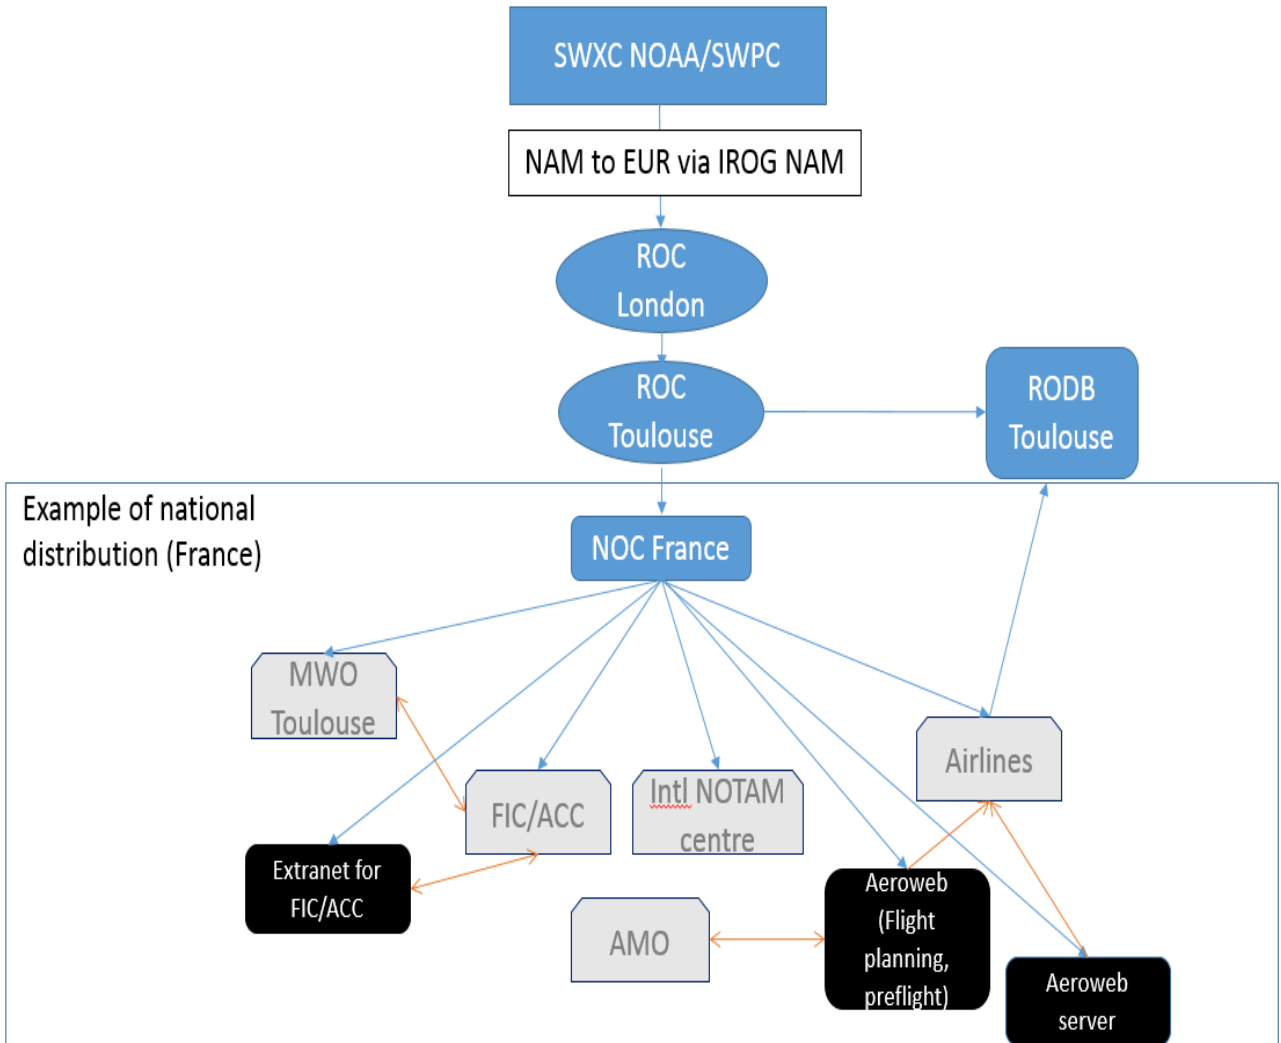 SWXC NOAA/SWPC
NAM to EUR via IROG NAM
ROC
London
ROC
Toulouse
RODB
Toulouse
Example of national
distribution (France)
NOC France
MWO
Toulouse
Airlines
FIC/ACC
Intl NOTAM
centre
Extranet for
FIC/ACC
Aeroweb
(Flight
planning,
preflight)
AMO
Aeroweb
server